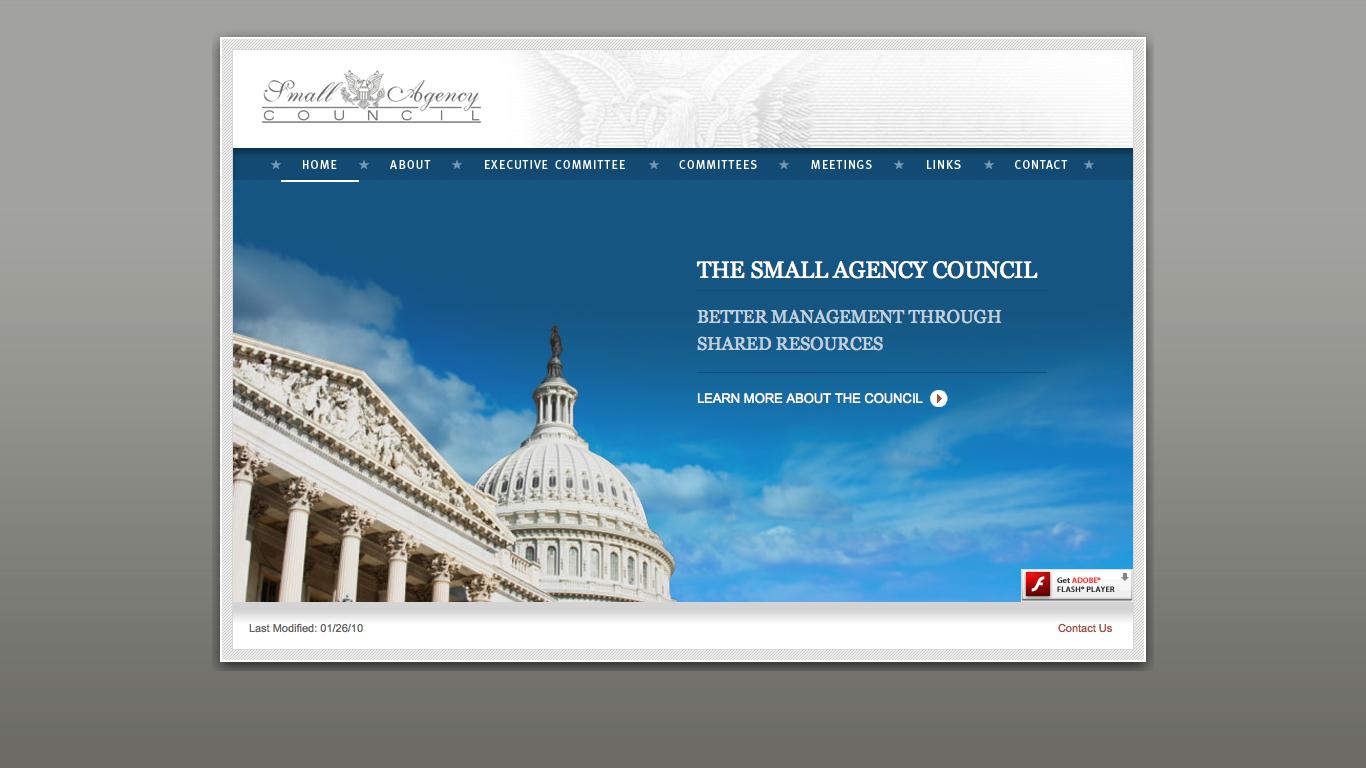 Small Agency
COUNCIL
HOME ABOUT EXECUTIVE COMMITTEE COMMITTEES MEETINGS LINKS CONTACT
THE SMALL AGENCY COUNCIL
BETTER MANAGEMENT THROUGH
SHARED RESOURCES
LEARN MORE ABOUT THE COUNCIL
Get ADOBE®
FLASH® PLAYER
Last Modified: 01/26/10
Contact Us